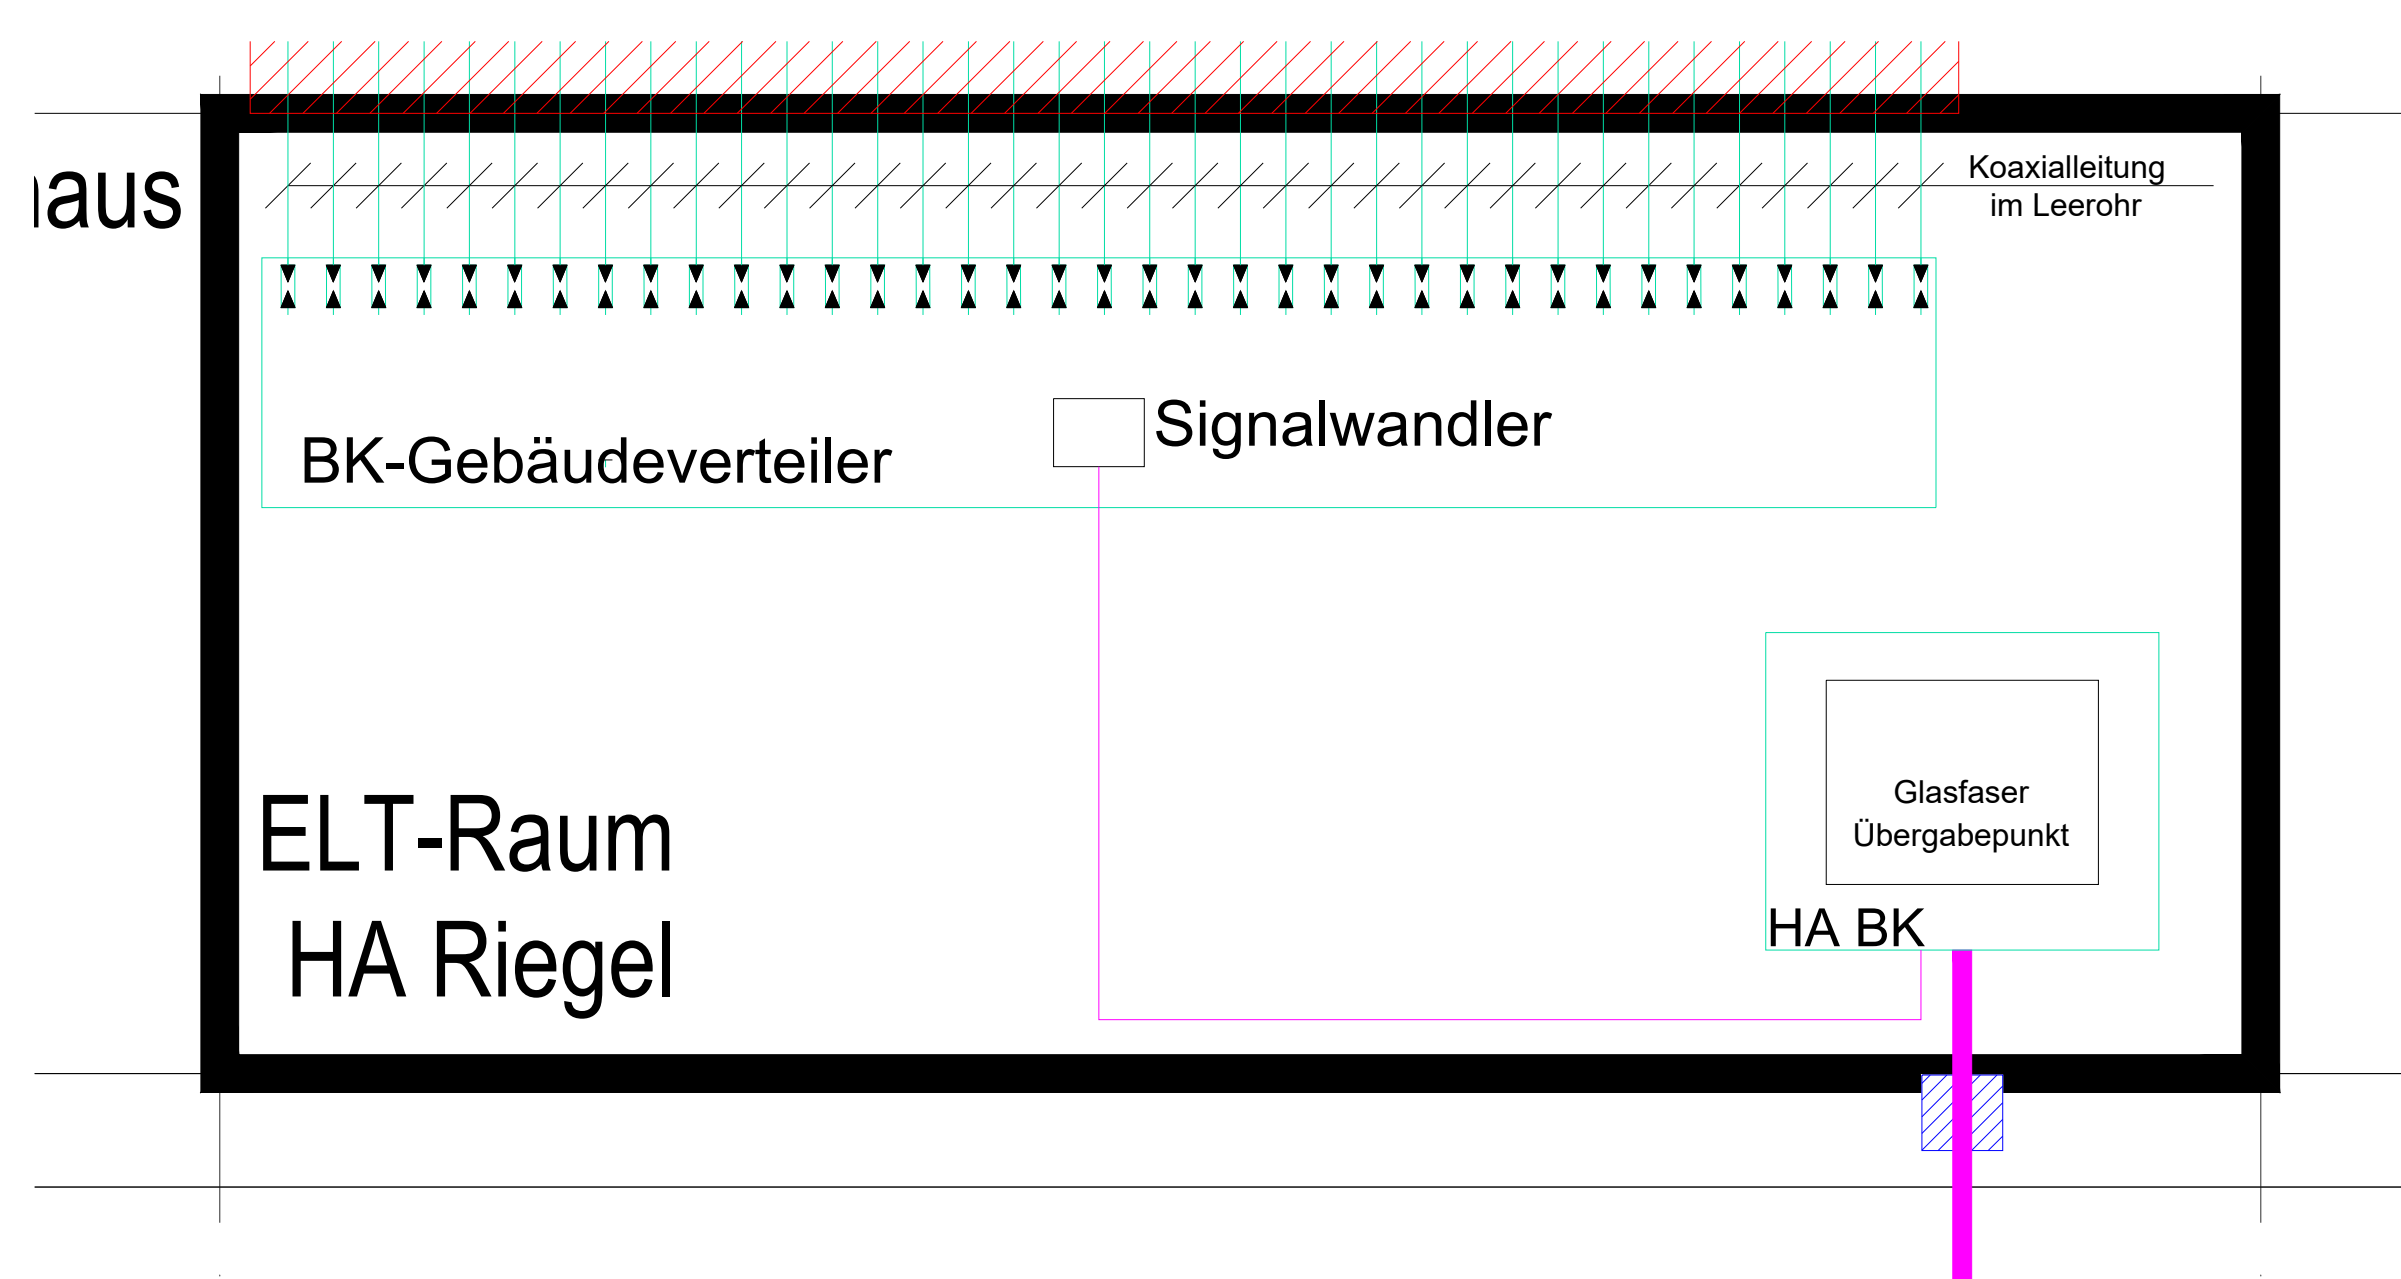 aus
Koaxialleitung
im Leerohr
Signalwandler
BK-Gebäudeverteiler
Glasfaser
Übergabepunkt
ELT-Raum
HA Riegel
HA BK